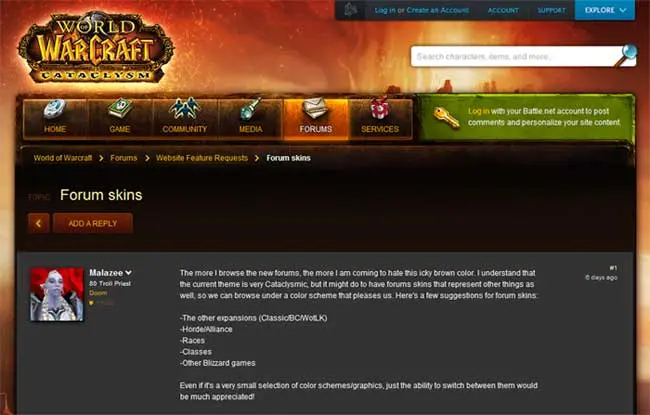 WORLD
OF
WARCRAFT
CATACLYSM
Log in or Create an Account
ACCOUNT
SUPPORT
EXPLORE
Search characters, items, and more...
HOME
GAME
COMMUNITY
MEDIA
FORUMS
SERVICES
Log in with your Battle.net account to post
comments and personalize your site content.
World of Warcraft > Forums > Website Feature Requests > Forum skins
TOPIC Forum skins
ADD A REPLY
Malazee
80 Troll Priest
Doom
#1
6 days ago
The more I browse the new forums, the more I am coming to hate this icky brown color. I understand that
the current theme is very Cataclysmic, but it might do to have forums skins that represent other things as
well, so we can browse under a color scheme that pleases us. Here's a few suggestions for forum skins:
-The other expansions (Classic/BC/WotLK)
-Horde/Alliance
-Races
-Classes
-Other Blizzard games
Even if it's a very small selection of color schemes/graphics, just the ability to switch between them would
be much appreciated!